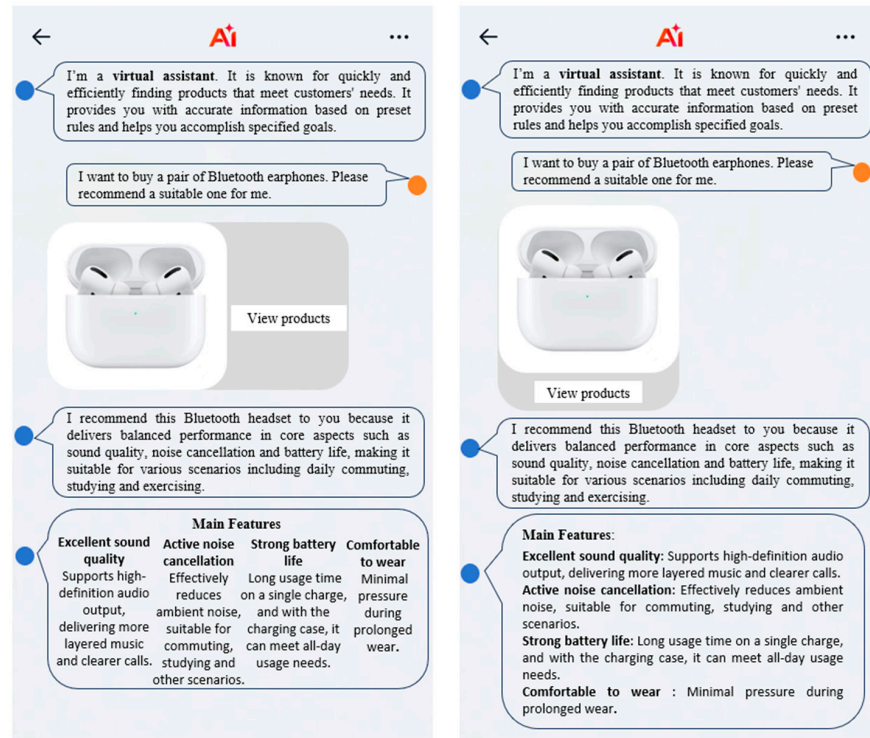 Ai
I'm a virtual assistant. It is known for quickly and
efficiently finding products that meet customers' needs. It
provides you with accurate information based on preset
rules and helps you accomplish specified goals.
I want to buy a pair of Bluetooth earphones. Please
recommend a suitable one for me.
View products
I recommend this Bluetooth headset to you because it
delivers balanced performance in core aspects such as
sound quality, noise cancellation and battery life, making it
suitable for various scenarios including daily commuting,
studying and exercising.
Main Features
Excellent sound
quality
Supports high-
definition audio
output,
delivering more
layered music
and clearer calls.
Active noise
cancellation
Effectively
reduces
ambient noise,
suitable for
commuting,
studying and
other scenarios.
Strong battery
life
Long usage time
on a single charge,
and with the
charging case, it
can meet all-day
usage needs.
Comfortable
to wear
Minimal
pressure
during
prolonged
wear.
Ai
I'm a virtual assistant. It is known for quickly and
efficiently finding products that meet customers' needs. It
provides you with accurate information based on preset
rules and helps you accomplish specified goals.
I want to buy a pair of Bluetooth earphones. Please
recommend a suitable one for me.
View products
I recommend this Bluetooth headset to you because it
delivers balanced performance in core aspects such as
sound quality, noise cancellation and battery life, making it
suitable for various scenarios including daily commuting,
studying and exercising.
Main Features:
Excellent sound quality: Supports high-definition audio
output, delivering more layered music and clearer calls.
Active noise cancellation: Effectively reduces ambient
noise, suitable for commuting, studying and other
scenarios.
Strong battery life: Long usage time on a single charge,
and with the charging case, it can meet all-day usage
needs.
Comfortable to wear : Minimal pressure during
prolonged wear.